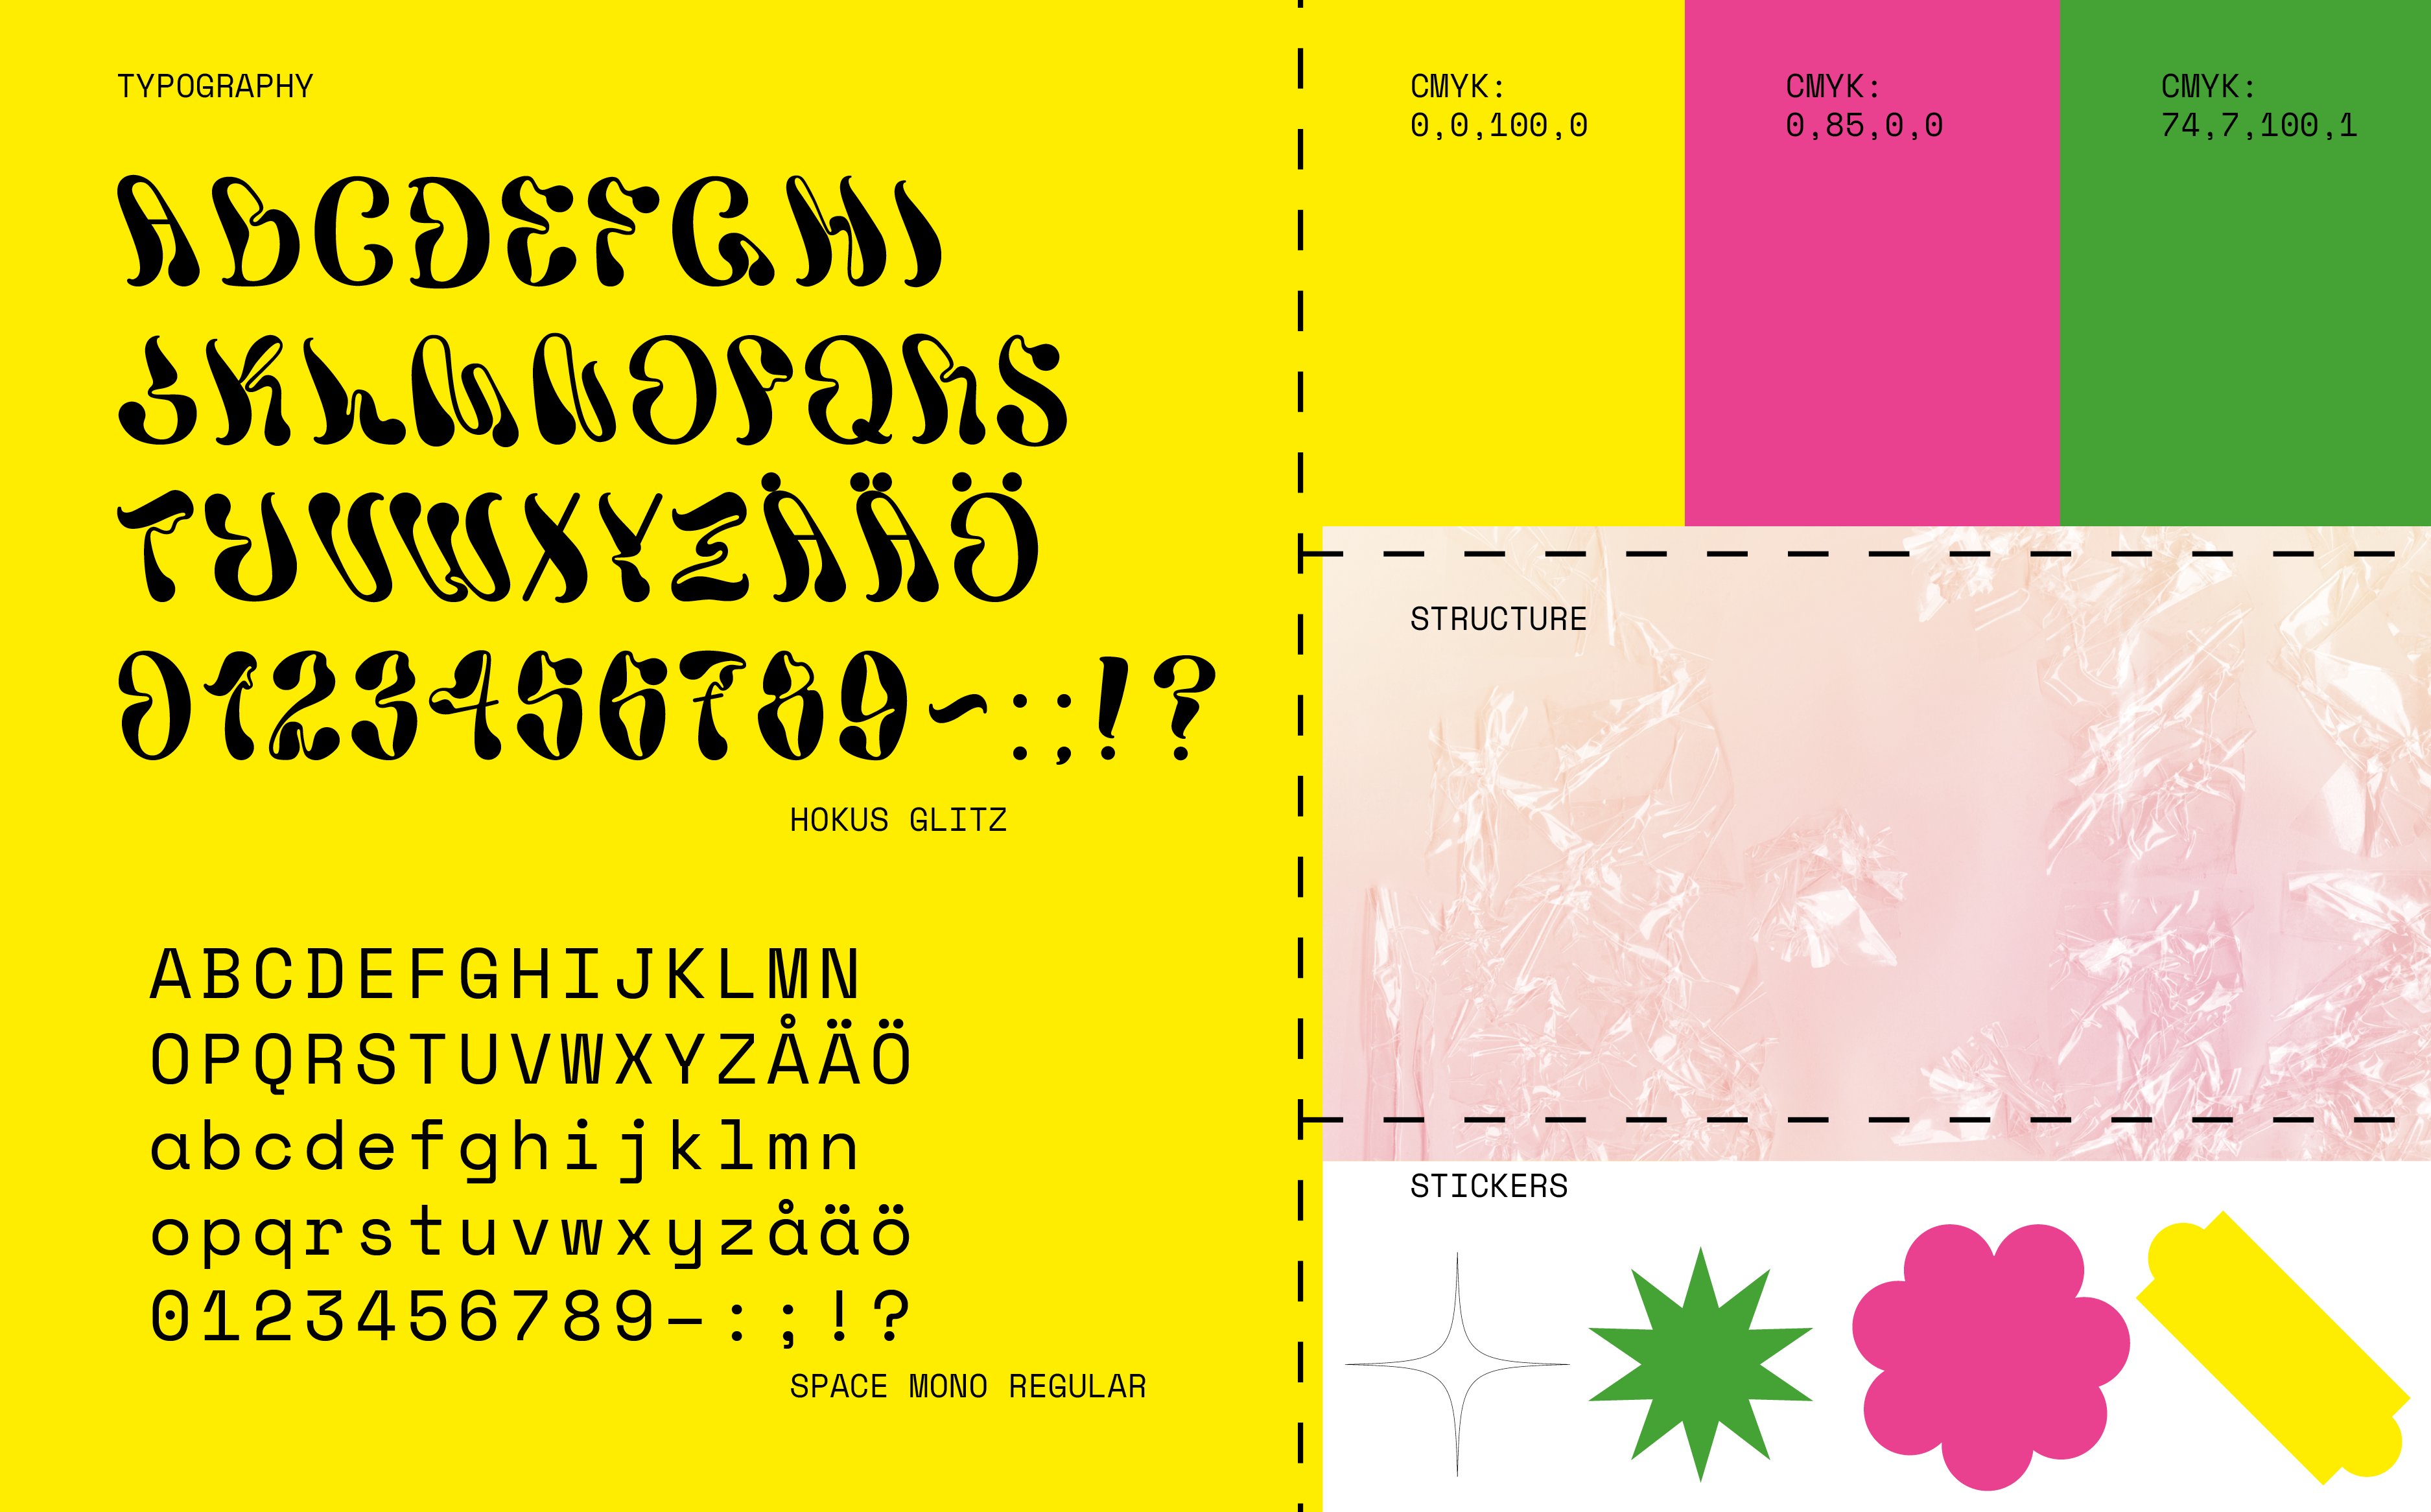 TYPOGRAPHY
ABCDEFGHI
JKLMNOPQRS
TUVWXYZÅÄÖ
0123456789-:;!?
HOKUS GLITZ
ABCDEFGHIJKLMN
OPQRSTUVWXYZÅÄÖ
abcdefghijklmn
opqrstuvwxyzåäö
0123456789-:;!?
SPACE MONO REGULAR
CMYK:
0,0,100,0
CMYK:
0,85,0,0
CMYK:
74,7,100,1
STRUCTURE
STICKERS